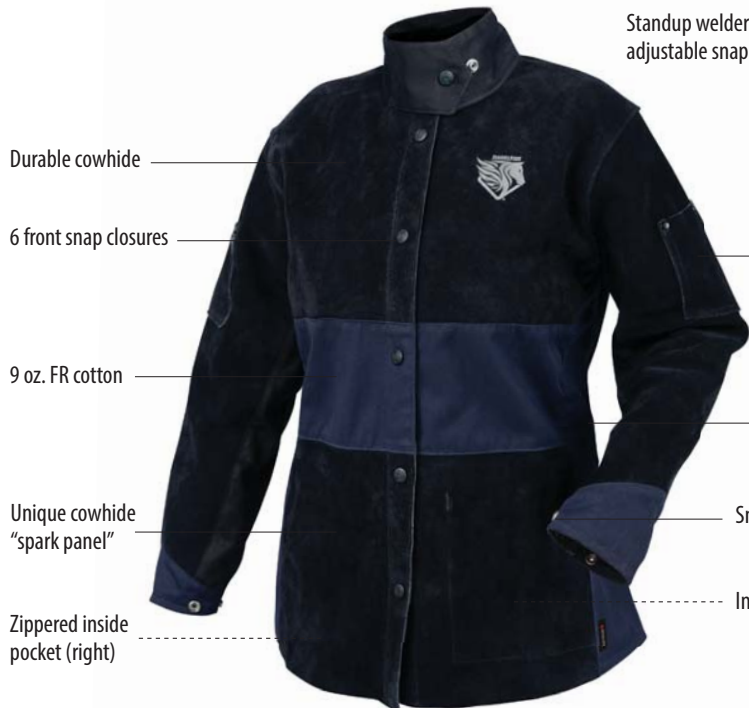 Standup welder
adjustable snap
Durable cowhide
6 front snap closures
9 oz. FR cotton
Unique cowhide
“spark panel”
Zippered inside
pocket (right)